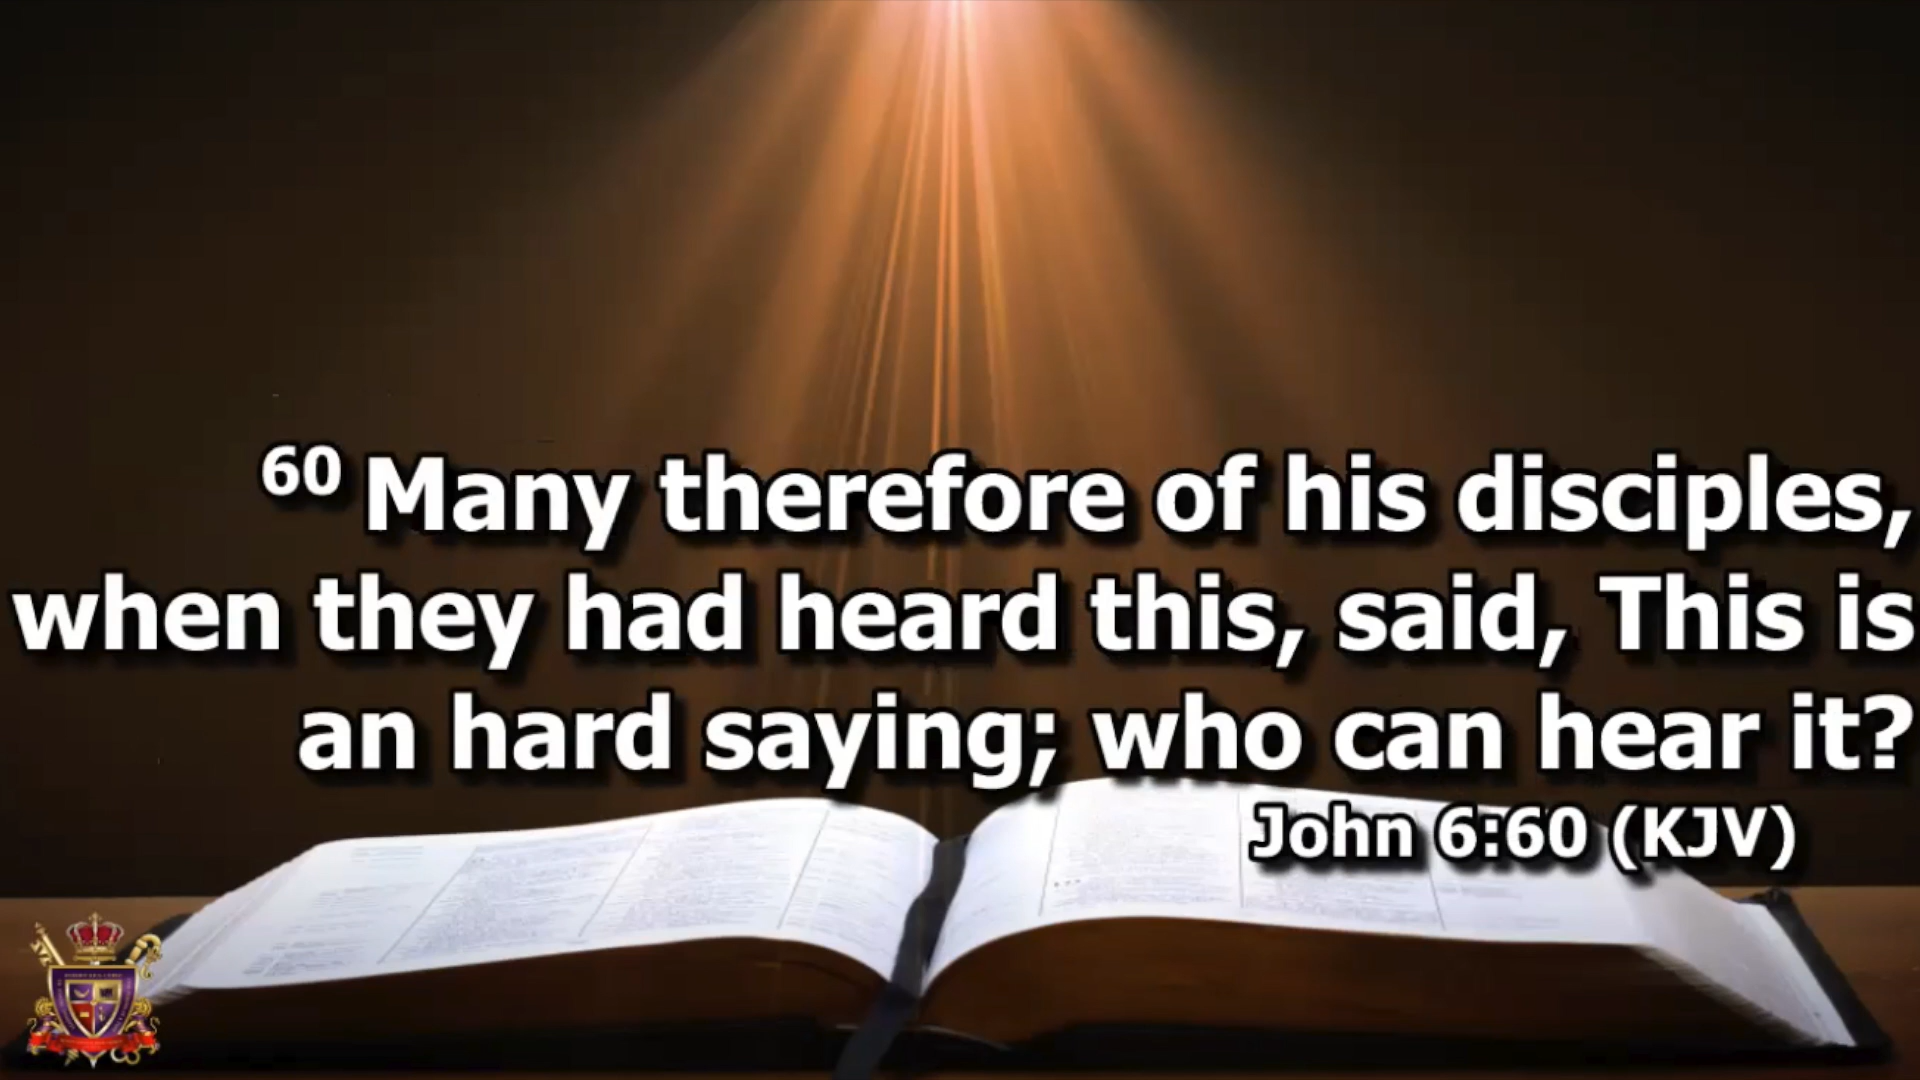 60 Many therefore of his disciples,
when they had heard this, said, This is
an hard saying; who can hear it?
John 6:60 (KJV)